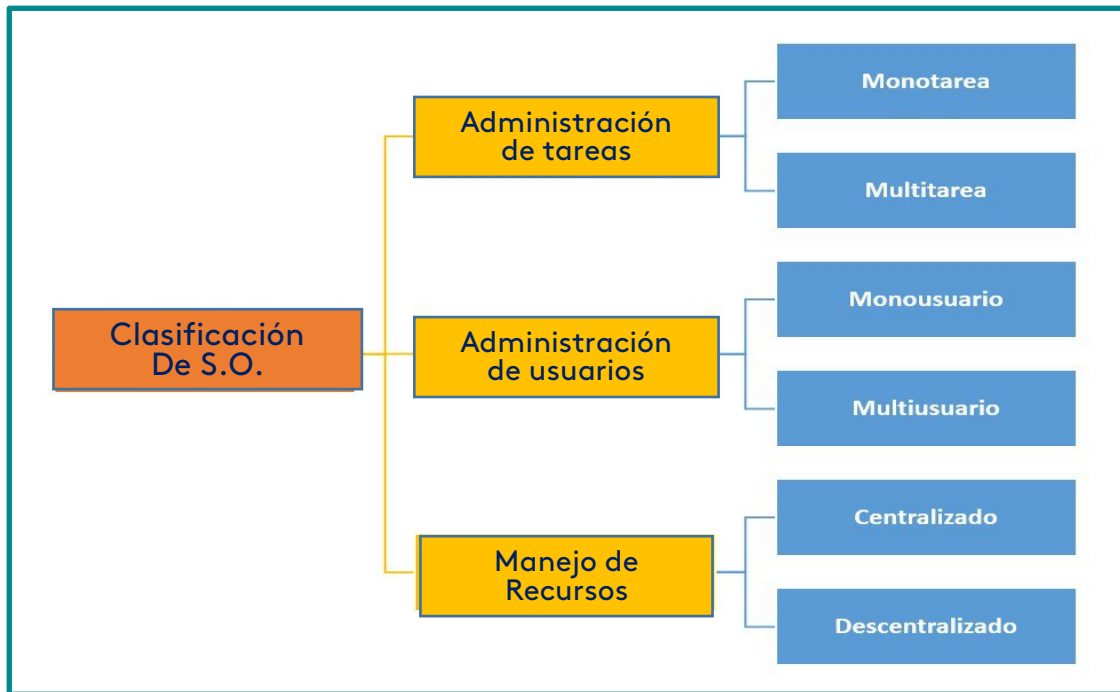 Clasificación
De S.O.
Administración
de tareas
Monotarea
Multitarea
Administración
de usuarios
Monousuario
Multiusuario
Manejo de
Recursos
Centralizado
Descentralizado